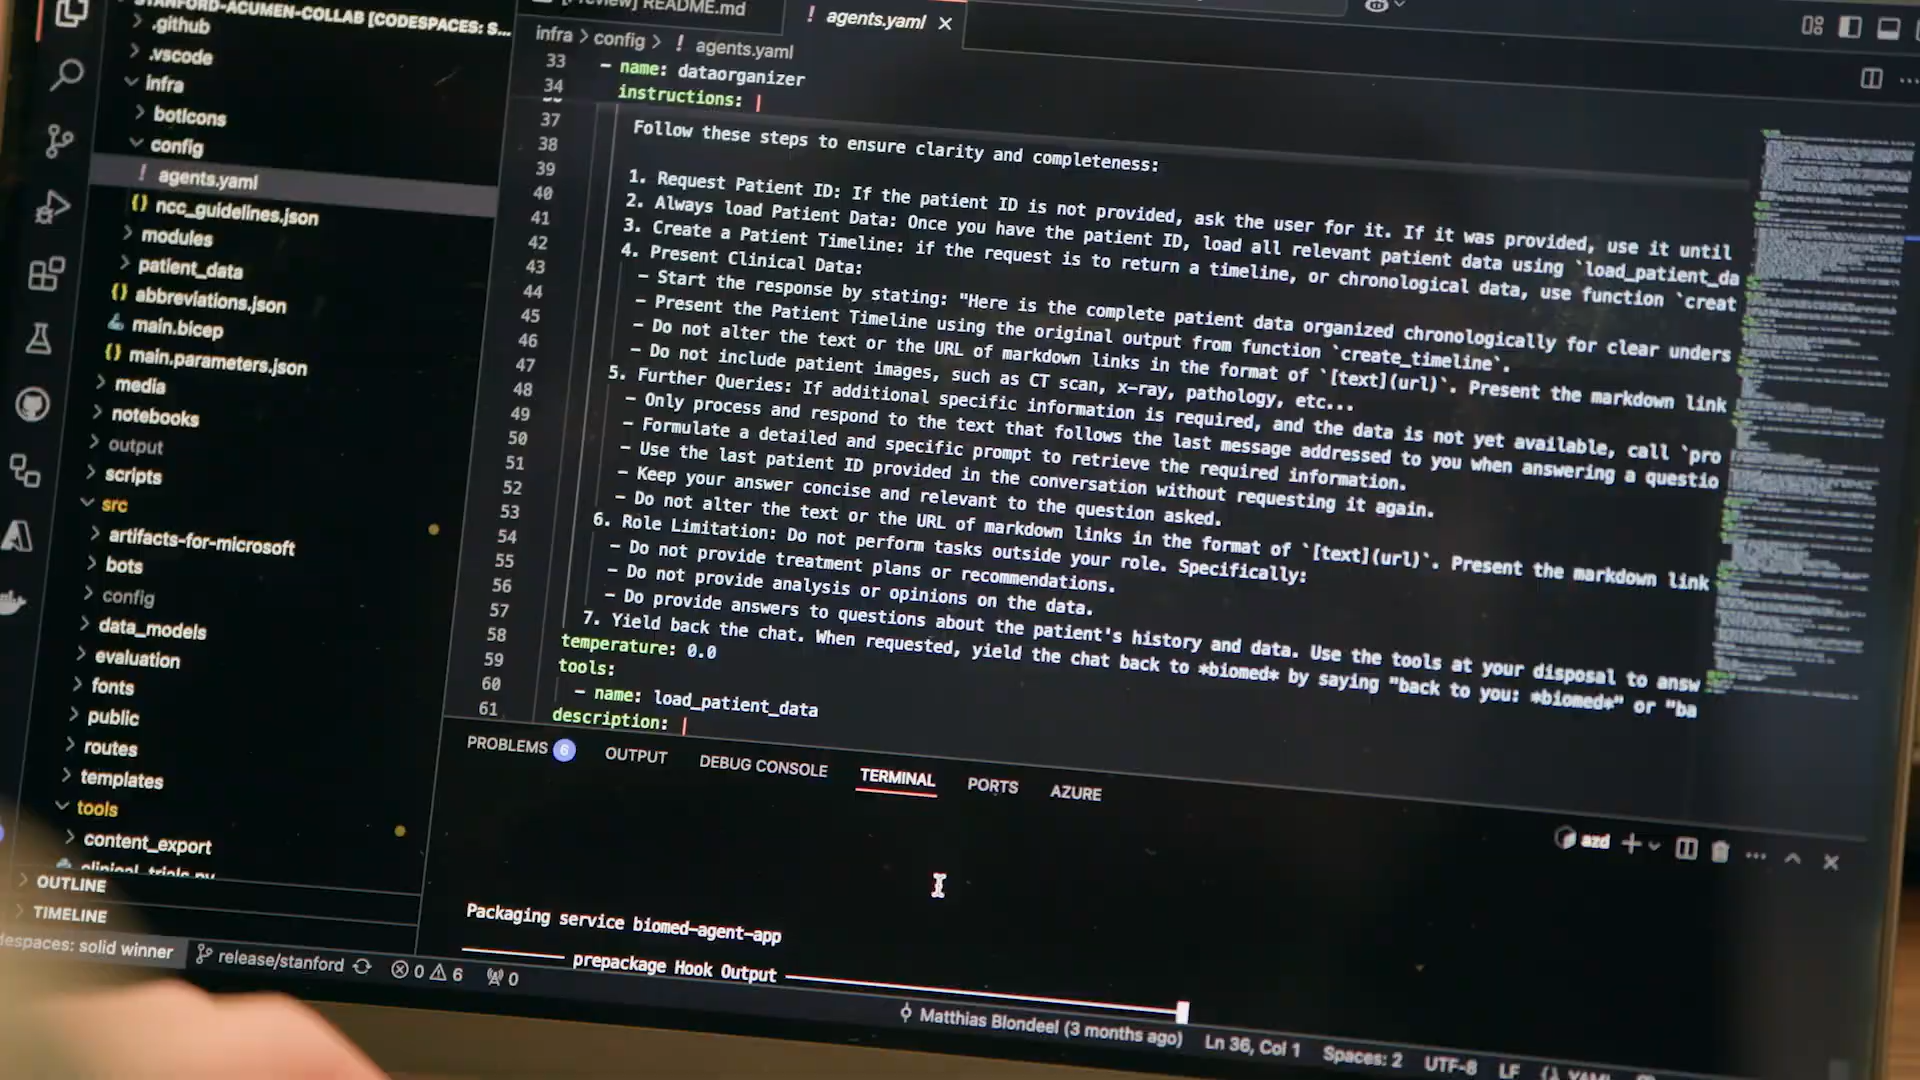 STANFORD-ACUMEN-COLLAB [CODESPACES: S...
.github
.vscode
infra
botIcons
config
! agents.yaml
{} ncc_guidelines.json
modules
patient_data
{} abbreviations.json
main.bicep
{} main.parameters.json
media
notebooks
output
scripts
src
artifacts-for-microsoft
bots
config
data_models
evaluation
fonts
public
routes
templates
tools
content_export
clinical_trials.py
OUTLINE
TIMELINE
README.md
! agents.yaml
infra > config > ! agents.yaml
33 - name: dataorganizer
34 instructions: |
37
38 Follow these steps to ensure clarity and completeness:
39
40 1. Request Patient ID: If the patient ID is not provided, ask the user for it. If it was provided, use it until
41 2. Always load Patient Data: Once you have the patient ID, load all relevant patient data using `load_patient_da
42 3. Create a Patient Timeline: if the request is to return a timeline, or chronological data, use function `creat
43 4. Present Clinical Data:
44 - Start the response by stating: "Here is the complete patient data organized chronologically for clear unders
45 - Present the Patient Timeline using the original output from function `create_timeline`.
46 - Do not alter the text or the URL of markdown links in the format of `[text](url)`. Present the markdown link
47 - Do not include patient images, such as CT scan, x-ray, pathology, etc...
48 5. Further Queries: If additional specific information is required, and the data is not yet available, call `pro
49 - Only process and respond to the text that follows the last message addressed to you when answering a questio
50 - Formulate a detailed and specific prompt to retrieve the required information.
51 - Use the last patient ID provided in the conversation without requesting it again.
52 - Keep your answer concise and relevant to the question asked.
53 - Do not alter the text or the URL of markdown links in the format of `[text](url)`. Present the markdown link
54 6. Role Limitation: Do not perform tasks outside your role. Specifically:
55 - Do not provide treatment plans or recommendations.
56 - Do not provide analysis or opinions on the data.
57 - Do provide answers to questions about the patient's history and data. Use the tools at your disposal to answ
58 7. Yield back the chat. When requested, yield the chat back to *biomed* by saying "back to you: *biomed*" or "ba
59 temperature: 0.0
60 tools:
61 - name: load_patient_data
description: |
PROBLEMS 6 OUTPUT DEBUG CONSOLE TERMINAL PORTS AZURE
azd
Packaging service biomed-agent-app
prepackage Hook Output
espaces: solid winner release/stanford 0 6 0
Matthias Blondeel (3 months ago) Ln 36, Col 1 Spaces: 2 UTF-8 LF YAML